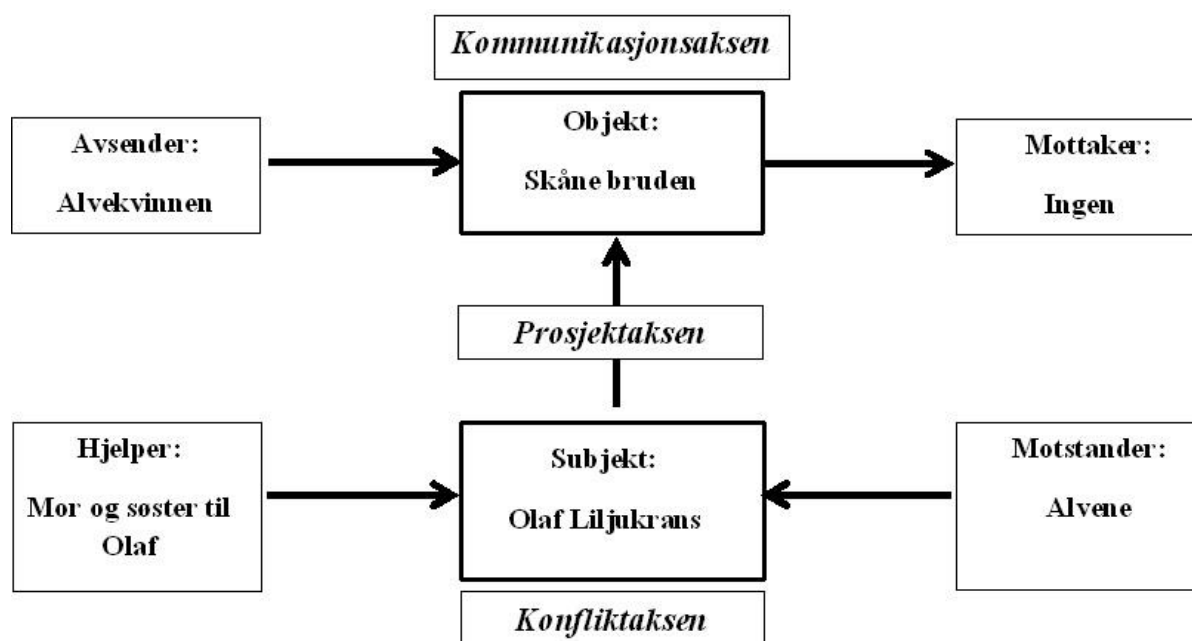 Kommunikasjonsaksen
Avsender:
Alvekvinnen
Objekt:
Skåne bruden
Mottaker:
Ingen
Prosjektaksen
Hjelper:
Mor og søster til
Olaf
Subjekt:
Olaf Liljukrans
Motstander:
Alvene
Konfliktaksen